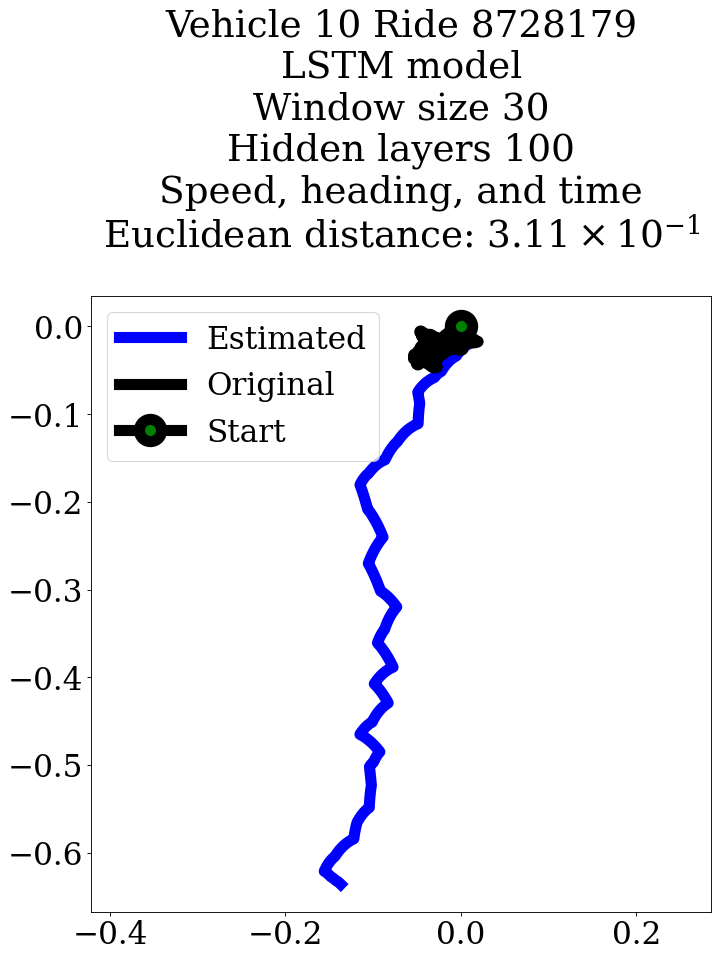 Vehicle 10 Ride 8728179
LSTM model
Window size 30
Hidden layers 100
Speed, heading, and time
Euclidean distance: 3.11 × 10⁻¹
Estimated
Original
Start
0.0
−0.1
−0.2
−0.3
−0.4
−0.5
−0.6
−0.4 −0.2 0.0 0.2